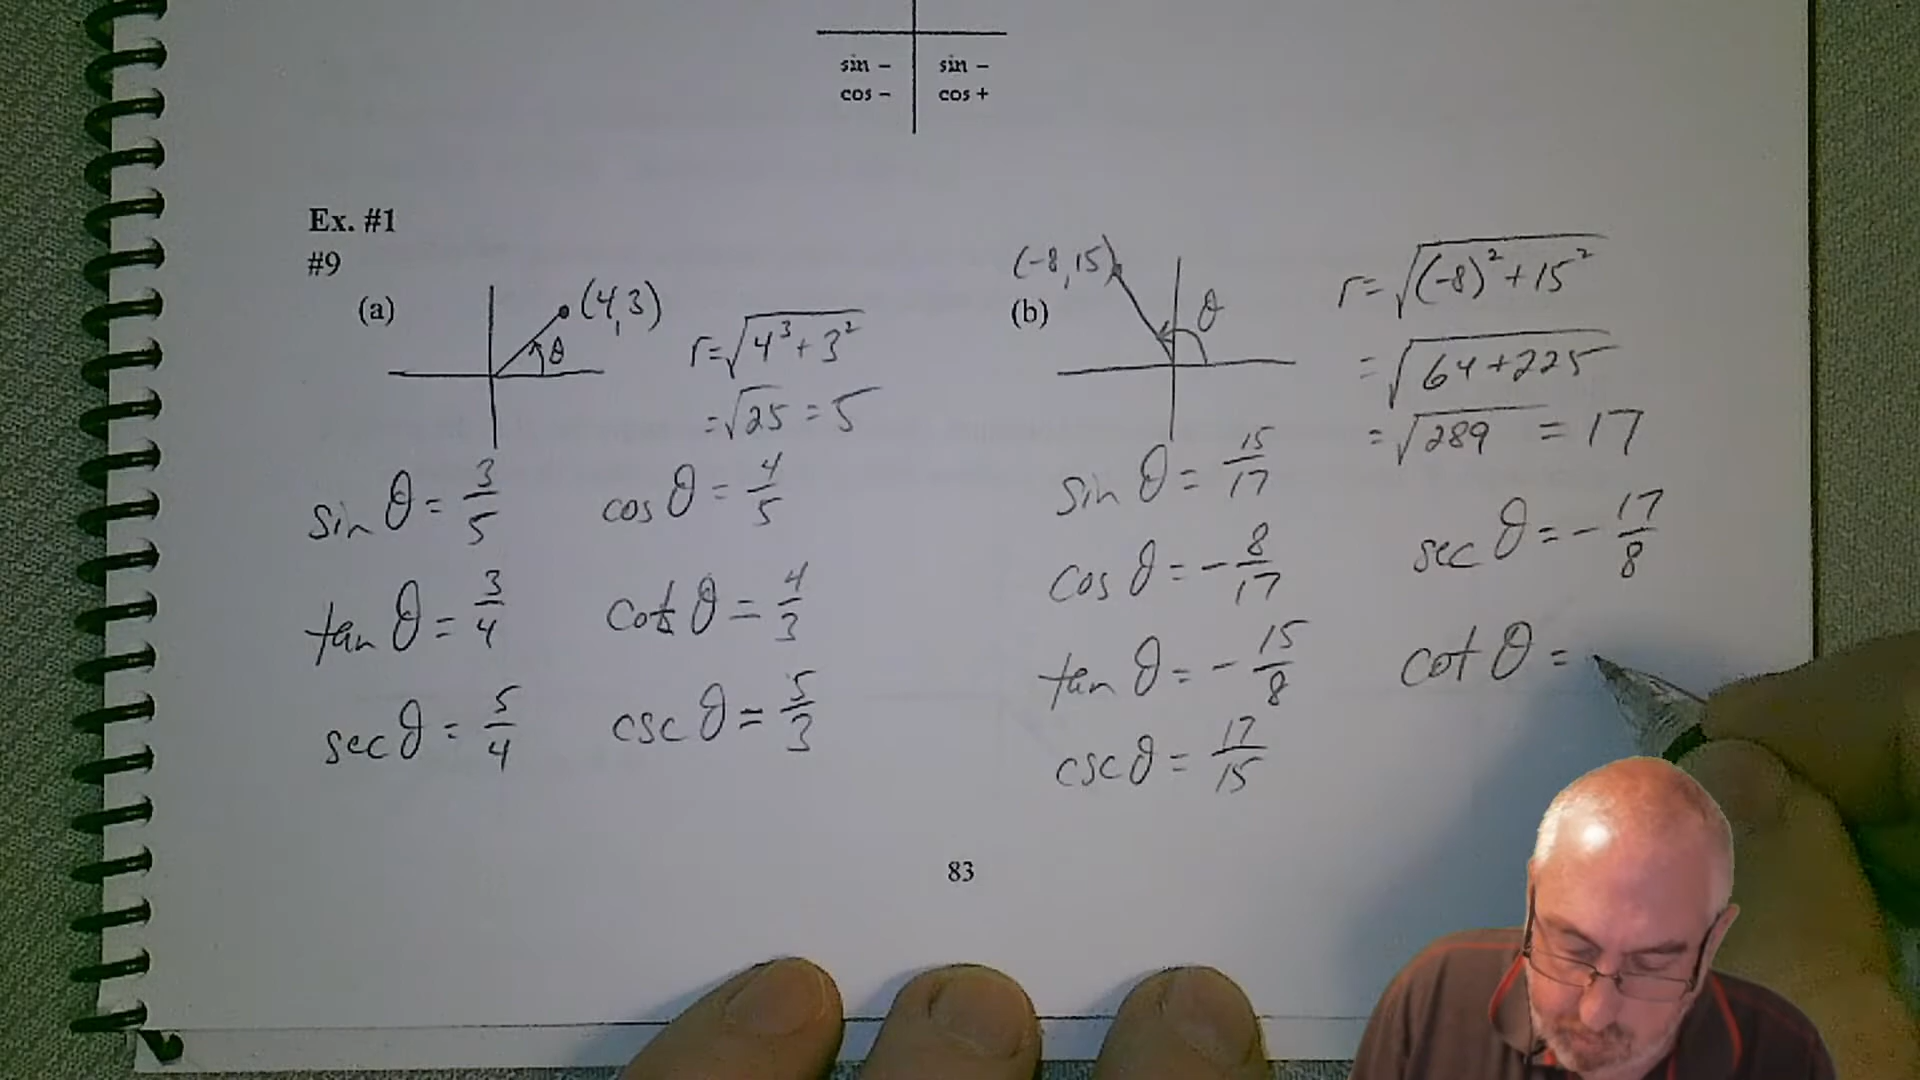 sin – sin –
cos – cos +
Ex. #1
#9
(a) (4,3)
r = √(4³ + 3²)
= √25 = 5
sin θ = 3/5 cos θ = 4/5
tan θ = 3/4 cot θ = 4/3
sec θ = 5/4 csc θ = 5/3
θ
(b) (-8,15)
θ
r = √((-8)² + 15²)
= √(64 + 225)
= √289 = 17
sin θ = 15/17
cos θ = - 8/17 sec θ = - 17/8
tan θ = - 15/8 cot θ =
csc θ = 17/15
83